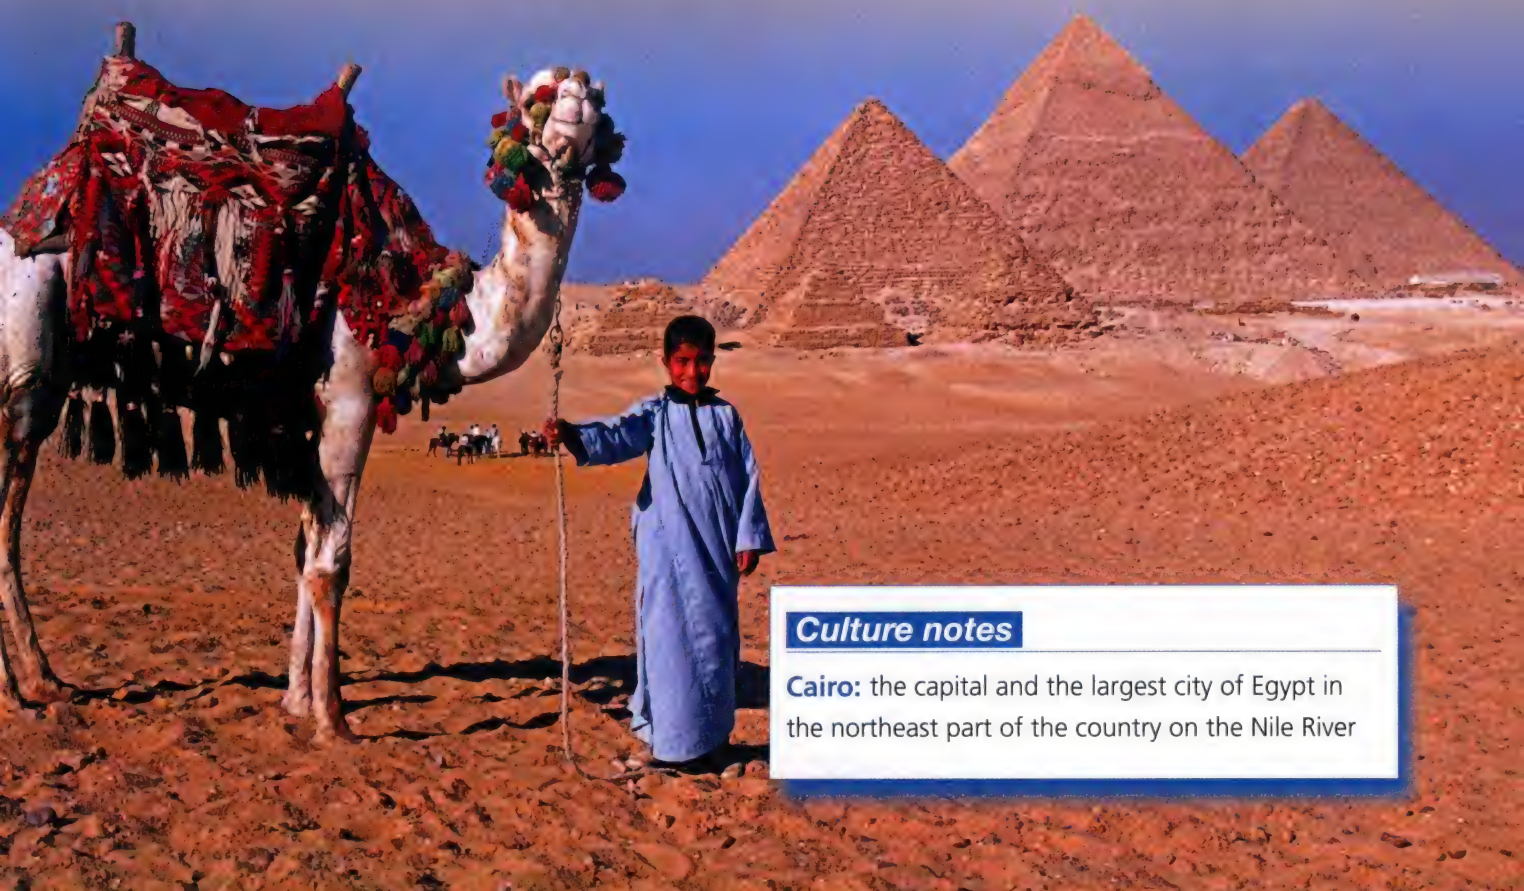 Culture notes
Cairo: the capital and the largest city of Egypt in
the northeast part of the country on the Nile River